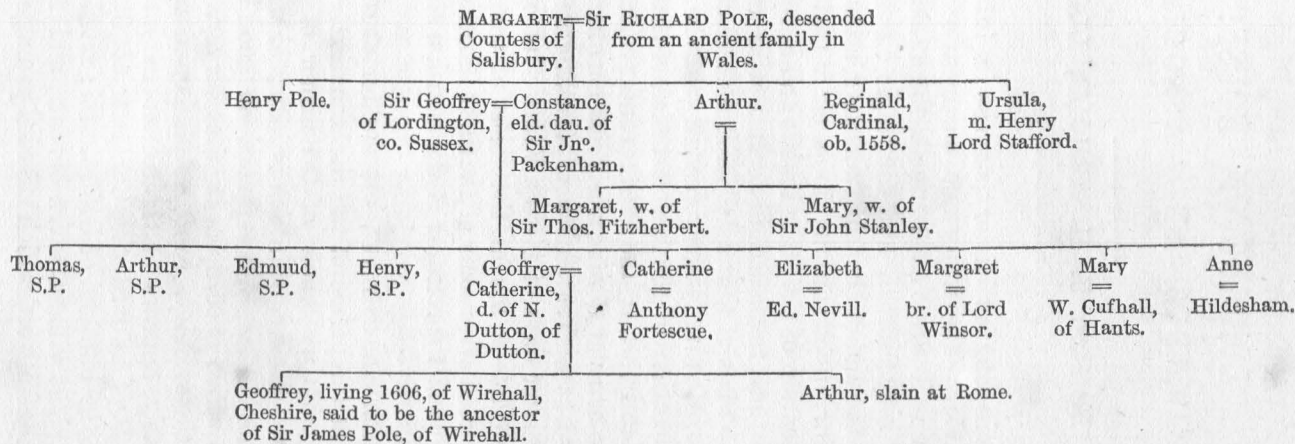 MARGARET=Sir RICHARD POLE, descended
Countess of from an ancient family in
Salisbury. Wales.
Henry Pole.
Sir Geoffrey=Constance,
of Lordington, eld. dau. of
co. Sussex. Sir Jnº.
Packenham.
Arthur.
=
Reginald,
Cardinal,
ob. 1558.
Ursula,
m. Henry
Lord Stafford.
Margaret, w. of
Sir Thos. Fitzherbert.
Mary, w. of
Sir John Stanley.
Thomas,
S.P.
Arthur,
S.P.
Edmuud,
S.P.
Henry,
S.P.
Geoffrey=
Catherine,
d. of N.
Dutton, of
Dutton.
Catherine
=
Anthony
Fortescue.
Elizabeth
=
Ed. Nevill.
Margaret
=
br. of Lord
Winsor.
Mary
=
W. Cufhall,
of Hants.
Anne
=
Hildesham.
Geoffrey, living 1606, of Wirehall,
Cheshire, said to be the ancestor
of Sir James Pole, of Wirehall.
Arthur, slain at Rome.